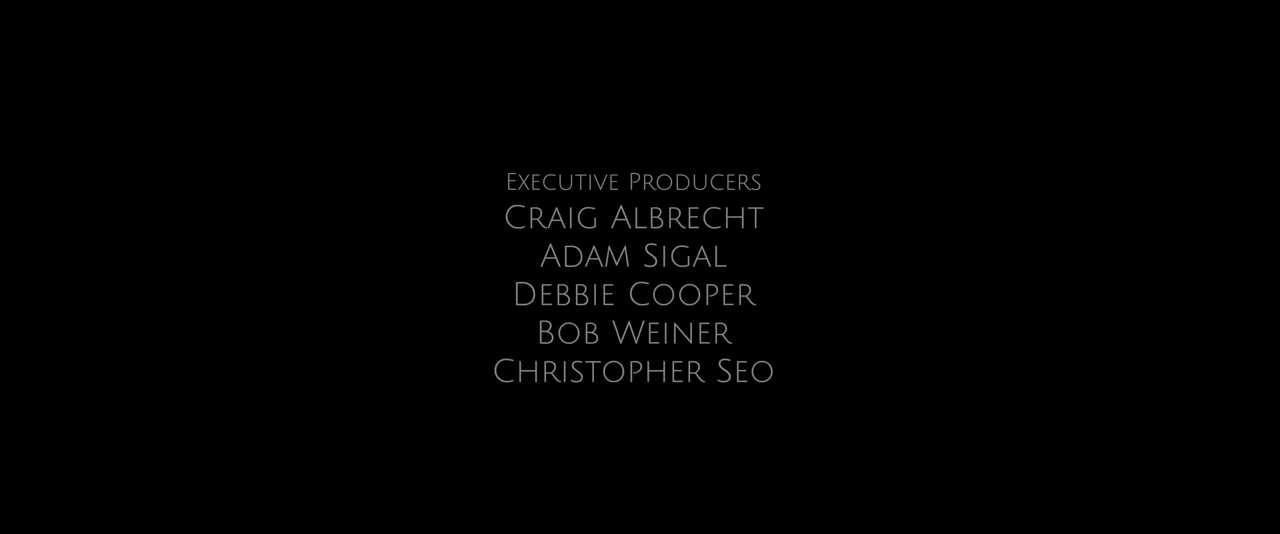 Executive Producers
Craig Albrecht
Adam Sigal
Debbie Cooper
Bob Weiner
Christopher Seo